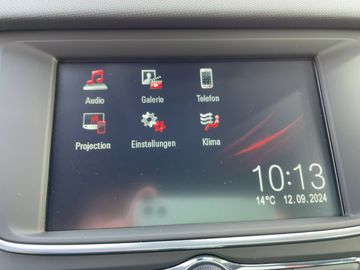 Audio Galerie Telefon
Projection Einstellungen Klima
10:13
14°C 12.09.2024